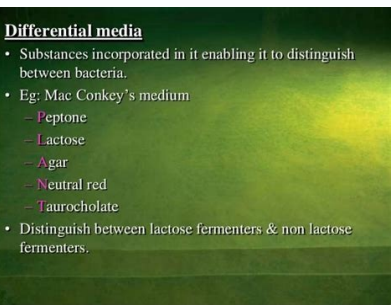 Differential media
• Substances incorporated in it enabling it to distinguish
between bacteria.
• Eg: Mac Conkey's medium
– Peptone
– Lactose
– Agar
– Neutral red
– Taurocholate
• Distinguish between lactose fermenters & non lactose
fermenters.